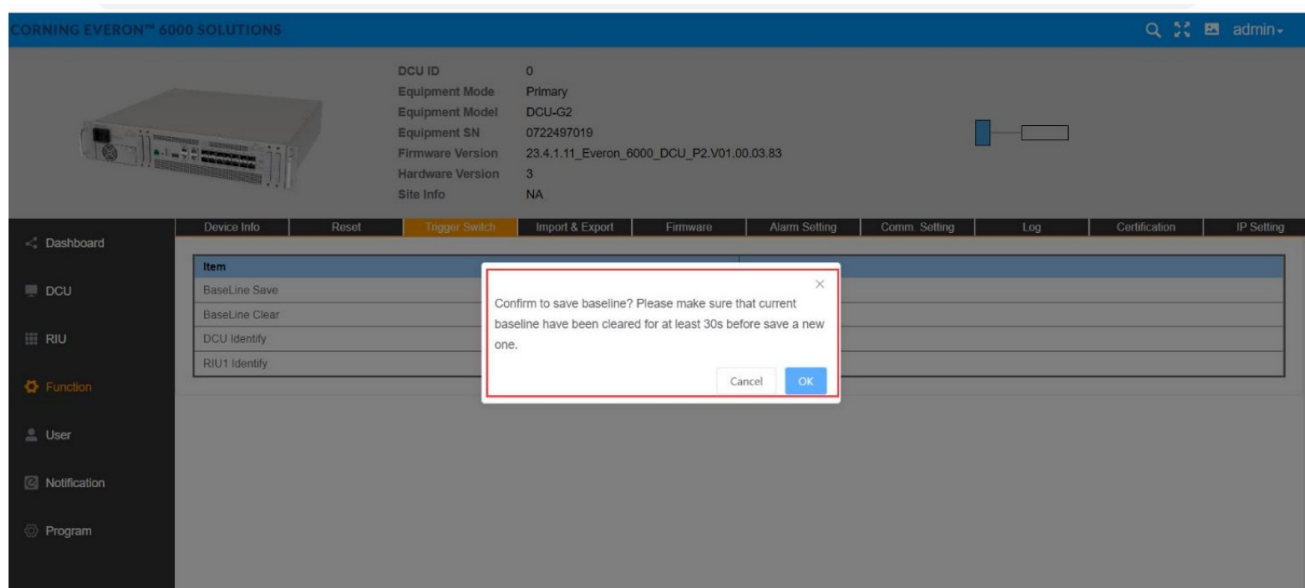 CORNING EVERON™ 6000 SOLUTIONS
admin
DCU ID 0
Equipment Mode Primary
Equipment Model DCU-G2
Equipment SN 0722497019
Firmware Version 23.4.1.11_Everon_6000_DCU_P2.V01.00.03.83
Hardware Version 3
Site Info NA
Device Info Reset Trigger Switch Import & Export Firmware Alarm Setting Comm. Setting Log Certification IP Setting
Dashboard
DCU
RIU
Function
User
Notification
Program
Item
BaseLine Save
BaseLine Clear
DCU Identify
RIU1 Identify
Confirm to save baseline? Please make sure that current
baseline have been cleared for at least 30s before save a new
one.
Cancel OK